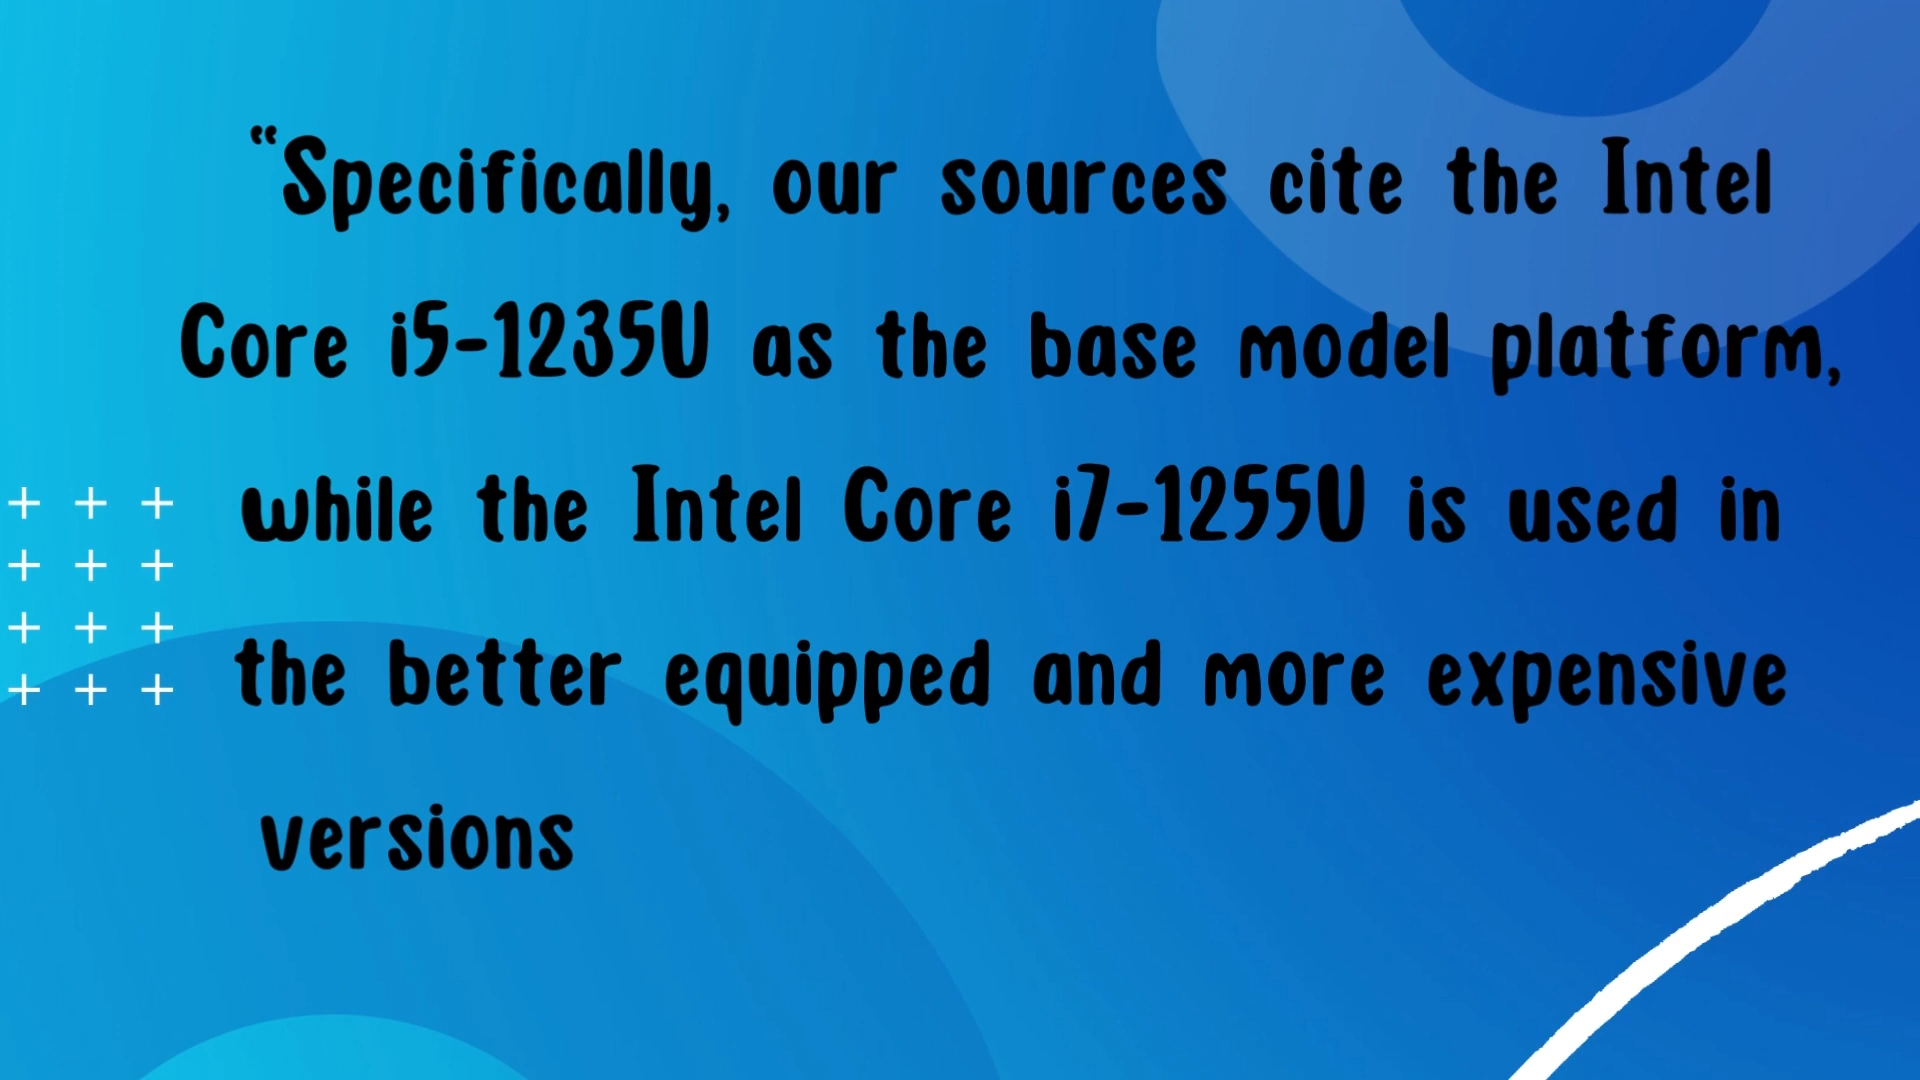 “Specifically, our sources cite the Intel
Core i5-1235U as the base model platform,
while the Intel Core i7-1255U is used in
the better equipped and more expensive
versions